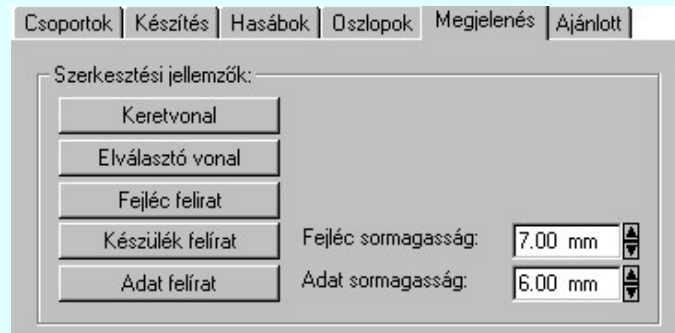 Csoportok Készítés Hasábok Oszlopok Megjelenés Ajánlott
Szerkesztési jellemzők:
Keretvonal
Elválasztó vonal
Fejléc felirat
Készülék felírat Fejléc sormagasság: 7.00 mm
Adat felírat Adat sormagasság: 6.00 mm